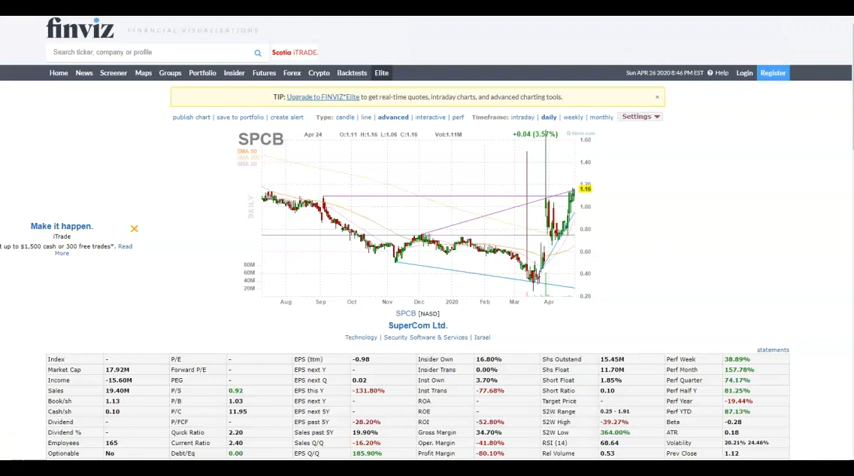 finviz FINANCIAL VISUALIZATIONS
Search ticker, company or profile Scotia iTRADE.
Home News Screener Maps Groups Portfolio Insider Futures Forex Crypto Backtests Elite SUN APR 26 2020 8:46 PM EST Help Login Register
TIP: Upgrade to FINVIZ*Elite to get real-time quotes, intraday charts, and advanced charting tools. ×
publish chart | save to portfolio | create alert Type: candle | line | advanced | interactive | perf Timeframe: intraday | daily | weekly | monthly Settings
SPCB Apr 24 O:1.11 H:1.16 L:1.06 C:1.16 Vol:1.11M +0.04 (3.57%) © finviz.com
SMA 50
SMA 200
DAILY
1.60
1.40
1.20
1.16
1.00
0.80
0.60
0.40
0.20
80M
60M
40M
20M
Aug Sep Oct Nov Dec 2020 Feb Mar Apr
Make it happen.
iTrade
t up to $1,500 cash or 300 free trades*. Read
More
SPCB [NASD]
SuperCom Ltd.
Technology | Security Software & Services | Israel
statements
Index - P/E - EPS (ttm) -0.98 Insider Own 16.80% Shs Outstand 15.45M Perf Week 38.89%
Market Cap 17.92M Forward P/E - EPS next Y - Insider Trans 0.00% Shs Float 11.70M Perf Month 157.78%
Income -15.60M PEG - EPS next Q 0.02 Inst Own 3.70% Short Float 1.85% Perf Quarter 74.17%
Sales 19.40M P/S 0.92 EPS this Y -131.80% Inst Trans -77.68% Short Ratio 0.10 Perf Half Y 81.25%
Book/sh 1.13 P/B 1.03 EPS next Y - ROA - Target Price - Perf Year -19.44%
Cash/sh 0.10 P/C 11.95 EPS next 5Y - ROE - 52W Range 0.25 - 1.91 Perf YTD 87.13%
Dividend - P/FCF - EPS past 5Y -28.20% ROI -52.80% 52W High -39.27% Beta -0.28
Dividend % - Quick Ratio 2.20 Sales past 5Y 19.90% Gross Margin 34.70% 52W Low 364.00% ATR 0.18
Employees 165 Current Ratio 2.40 Sales Q/Q -16.20% Oper. Margin -41.80% RSI (14) 68.64 Volatility 20.21% 24.46%
Optionable No Debt/Eq 0.00 EPS Q/Q 185.90% Profit Margin -80.10% Rel Volume 0.53 Prev Close 1.12